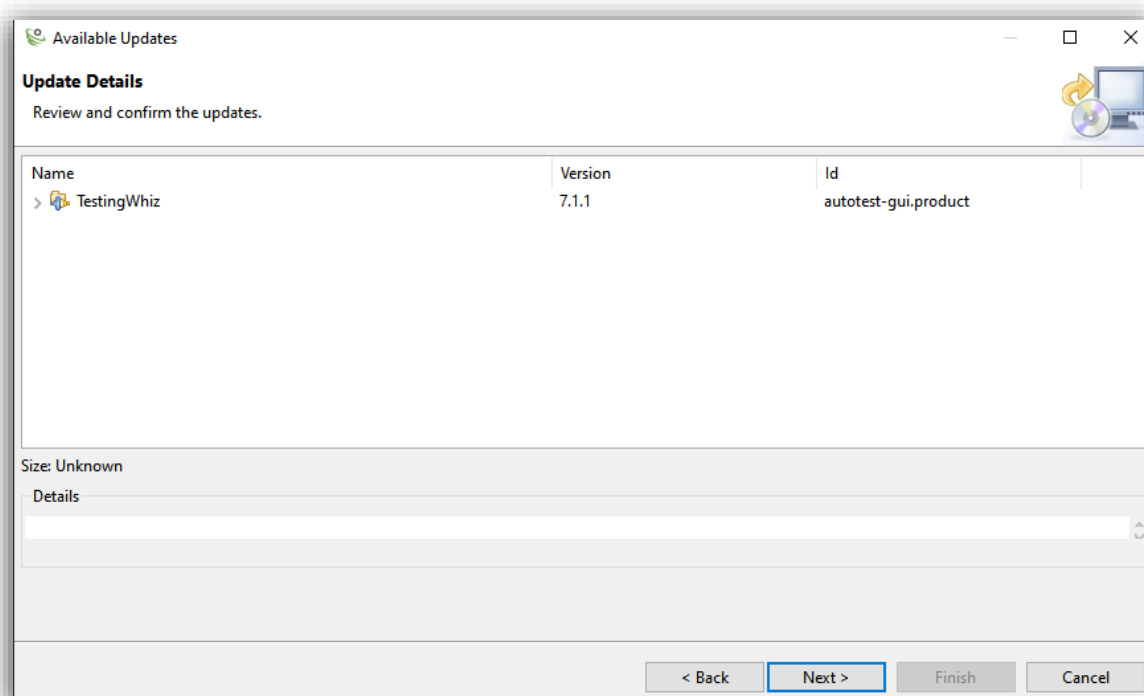 Available Updates
Update Details
Review and confirm the updates.
Name Version Id
TestingWhiz 7.1.1 autotest-gui.product
Size: Unknown
Details
< Back Next > Finish Cancel